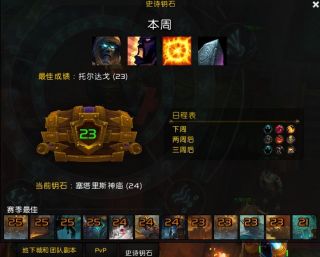 史诗钥石
本周
最佳成绩：托尔达戈 (23)
23
日程表
下周
两周后
三周后
当前钥石：塞塔里斯神庙 (24)
赛季最佳
25 25 25 25 24 24 24 23 23 21
地下城和团队副本 PvP 史诗钥石